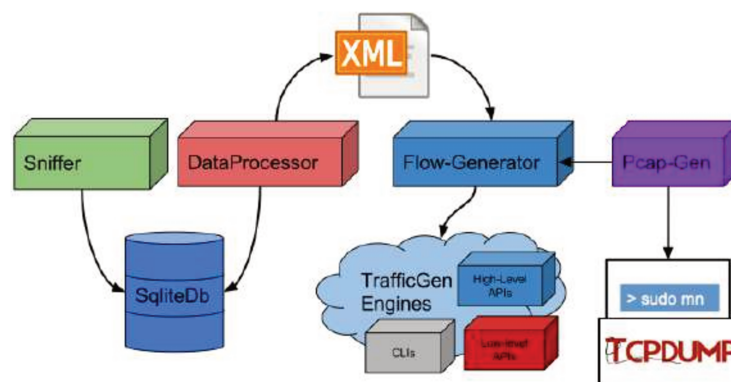 XML
Sniffer
DataProcessor
Flow-Generator
Pcap-Gen
SqliteDb
TrafficGen
Engines
High-Level
APIs
CLIs
Low-level
APIs
> sudo mn
TCPDUMP